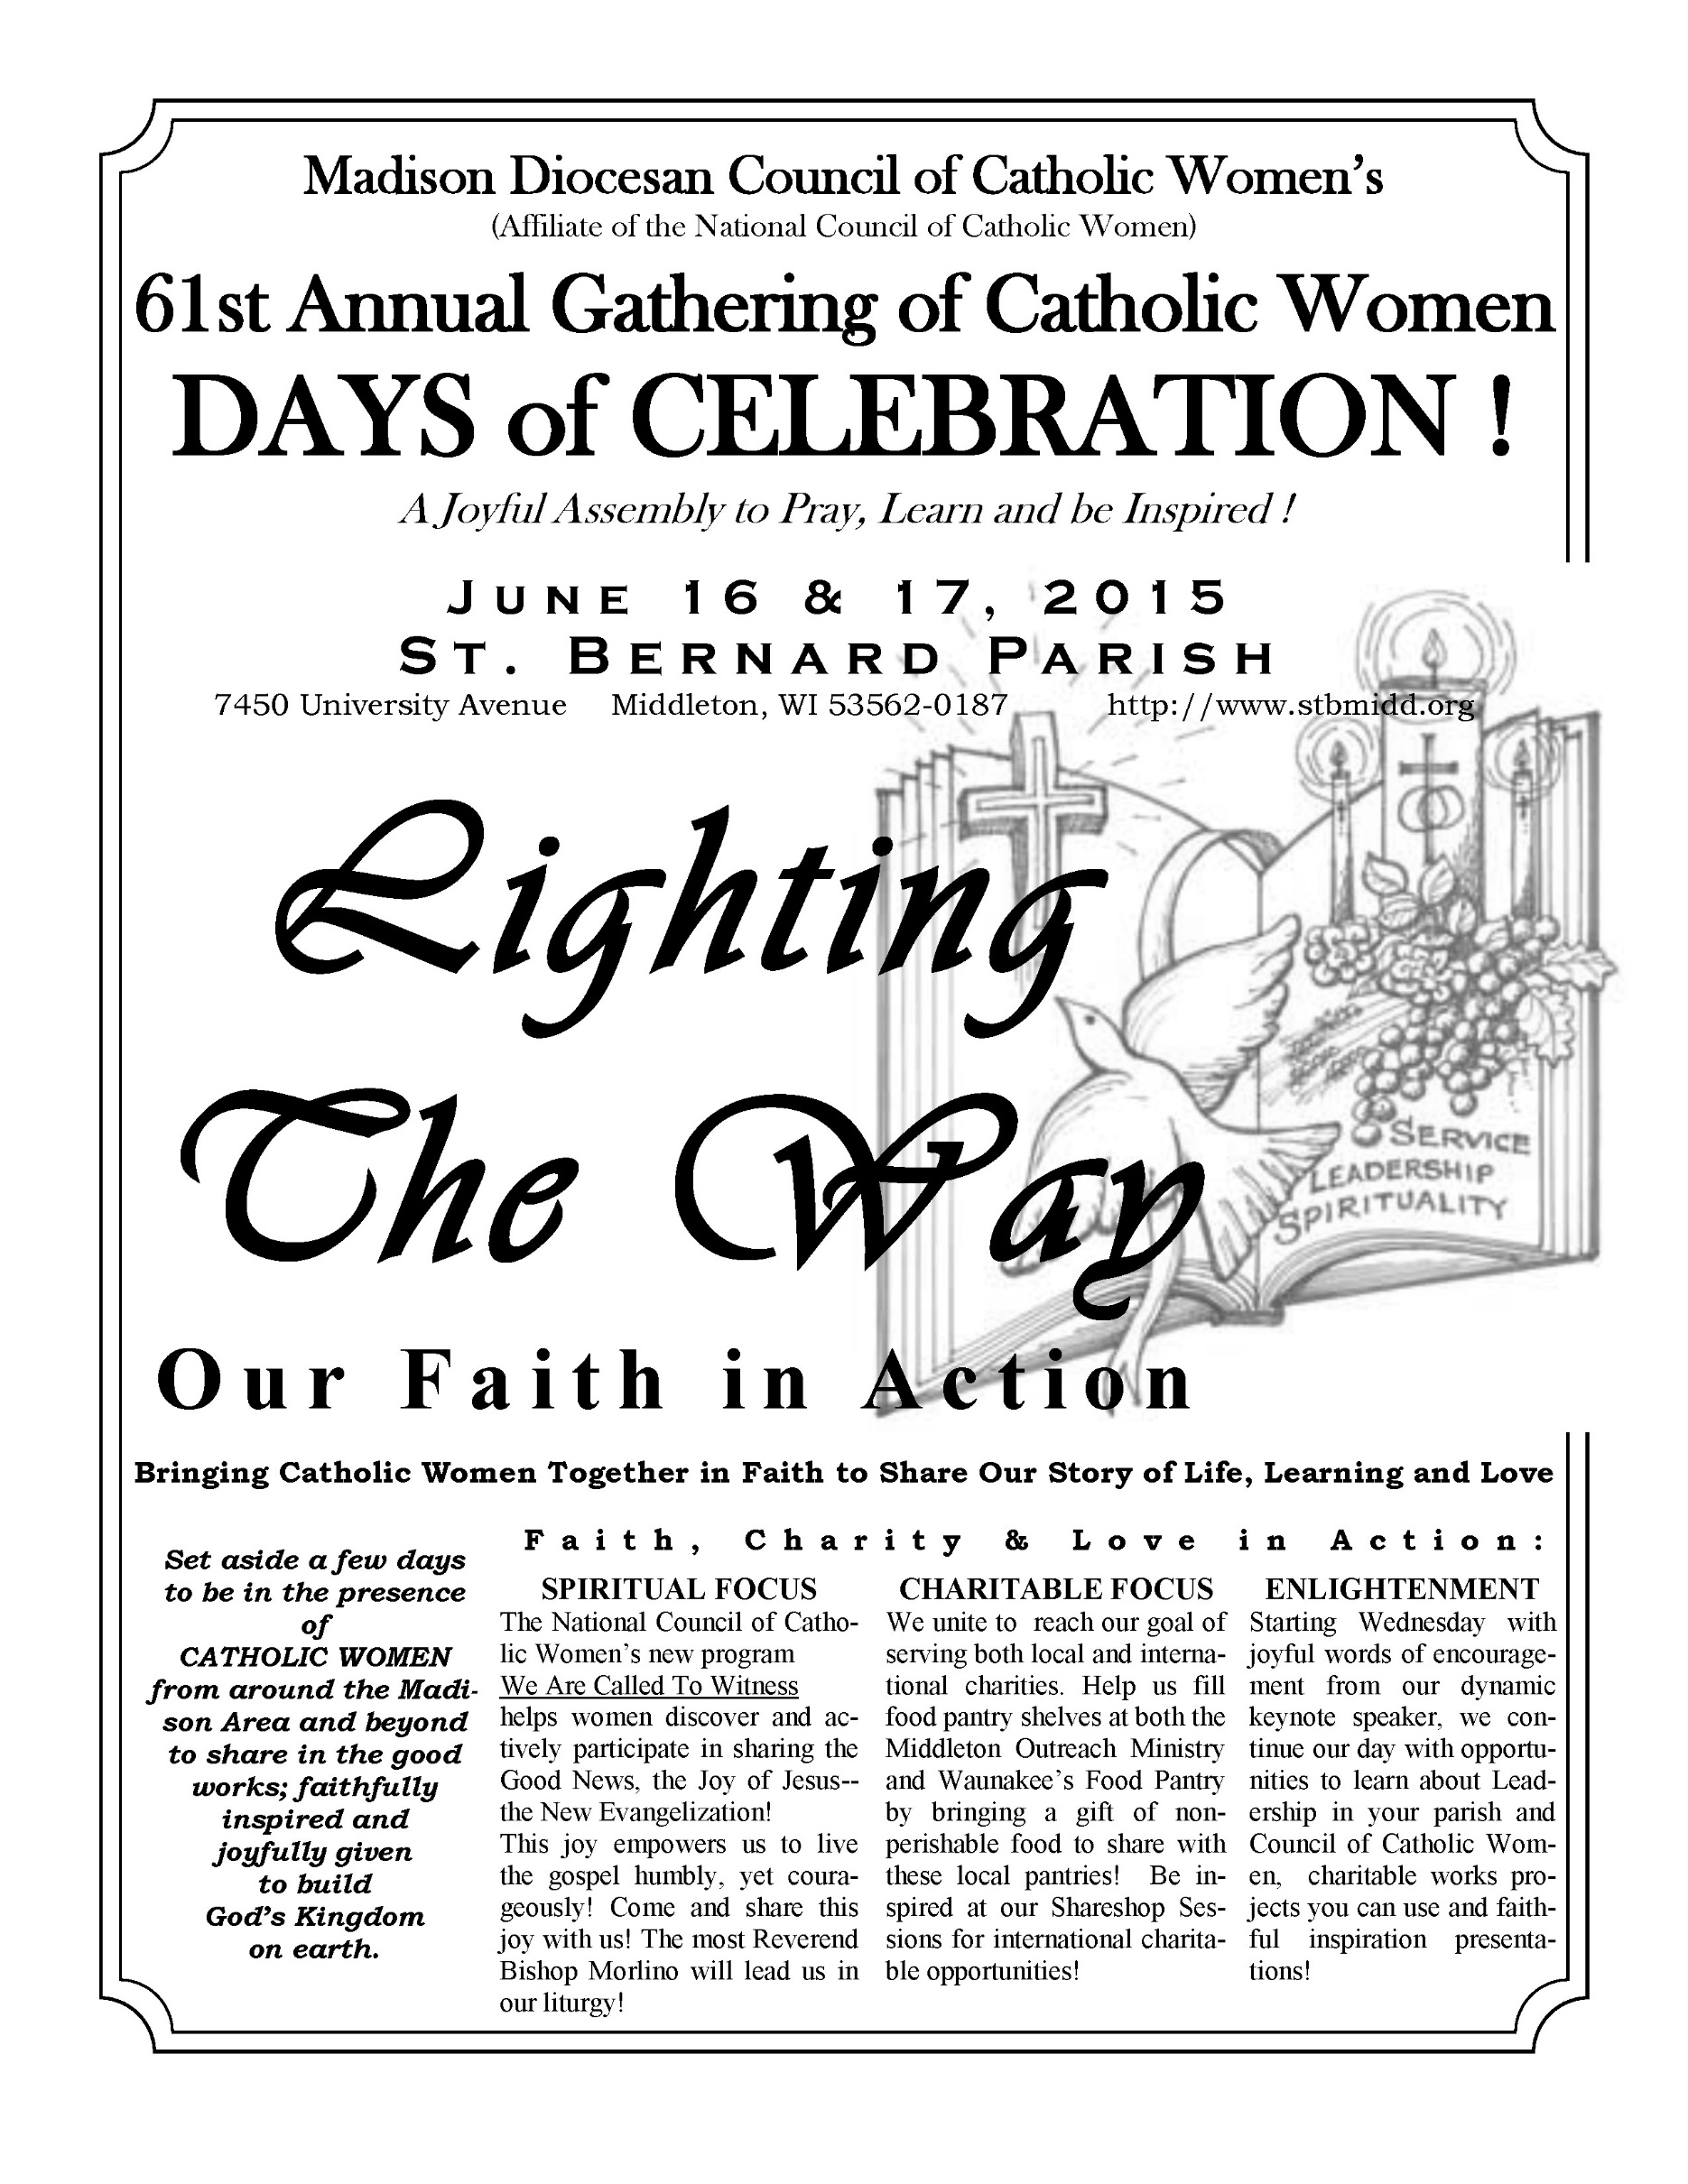 Madison Diocesan Council of Catholic Women's
(Affiliate of the National Council of Catholic Women)
61st Annual Gathering of Catholic Women
DAYS of CELEBRATION !
A Joyful Assembly to Pray, Learn and be Inspired !
JUNE 16 & 17, 2015
ST. BERNARD PARISH
7450 University Avenue Middleton, WI 53562-0187 http://www.stbmidd.org
Lighting
The Way
SERVICE
LEADERSHIP
SPIRITUALITY
Our Faith in Action
Bringing Catholic Women Together in Faith to Share Our Story of Life, Learning and Love
Set aside a few days
to be in the presence
of
CATHOLIC WOMEN
from around the Madi-
son Area and beyond
to share in the good
works; faithfully
inspired and
joyfully given
to build
God's Kingdom
on earth.
Faith, Charity & Love in Action:
SPIRITUAL FOCUS
The National Council of Catho-
lic Women's new program
We Are Called To Witness
helps women discover and ac-
tively participate in sharing the
Good News, the Joy of Jesus--
the New Evangelization!
This joy empowers us to live
the gospel humbly, yet coura-
geously! Come and share this
joy with us! The most Reverend
Bishop Morlino will lead us in
our liturgy!
CHARITABLE FOCUS
We unite to reach our goal of
serving both local and interna-
tional charities. Help us fill
food pantry shelves at both the
Middleton Outreach Ministry
and Waunakee's Food Pantry
by bringing a gift of non-
perishable food to share with
these local pantries! Be in-
spired at our Shareshop Ses-
sions for international charita-
ble opportunities!
ENLIGHTENMENT
Starting Wednesday with
joyful words of encourage-
ment from our dynamic
keynote speaker, we con-
tinue our day with opportu-
nities to learn about Lead-
ership in your parish and
Council of Catholic Wom-
en, charitable works pro-
jects you can use and faith-
ful inspiration presenta-
tions!